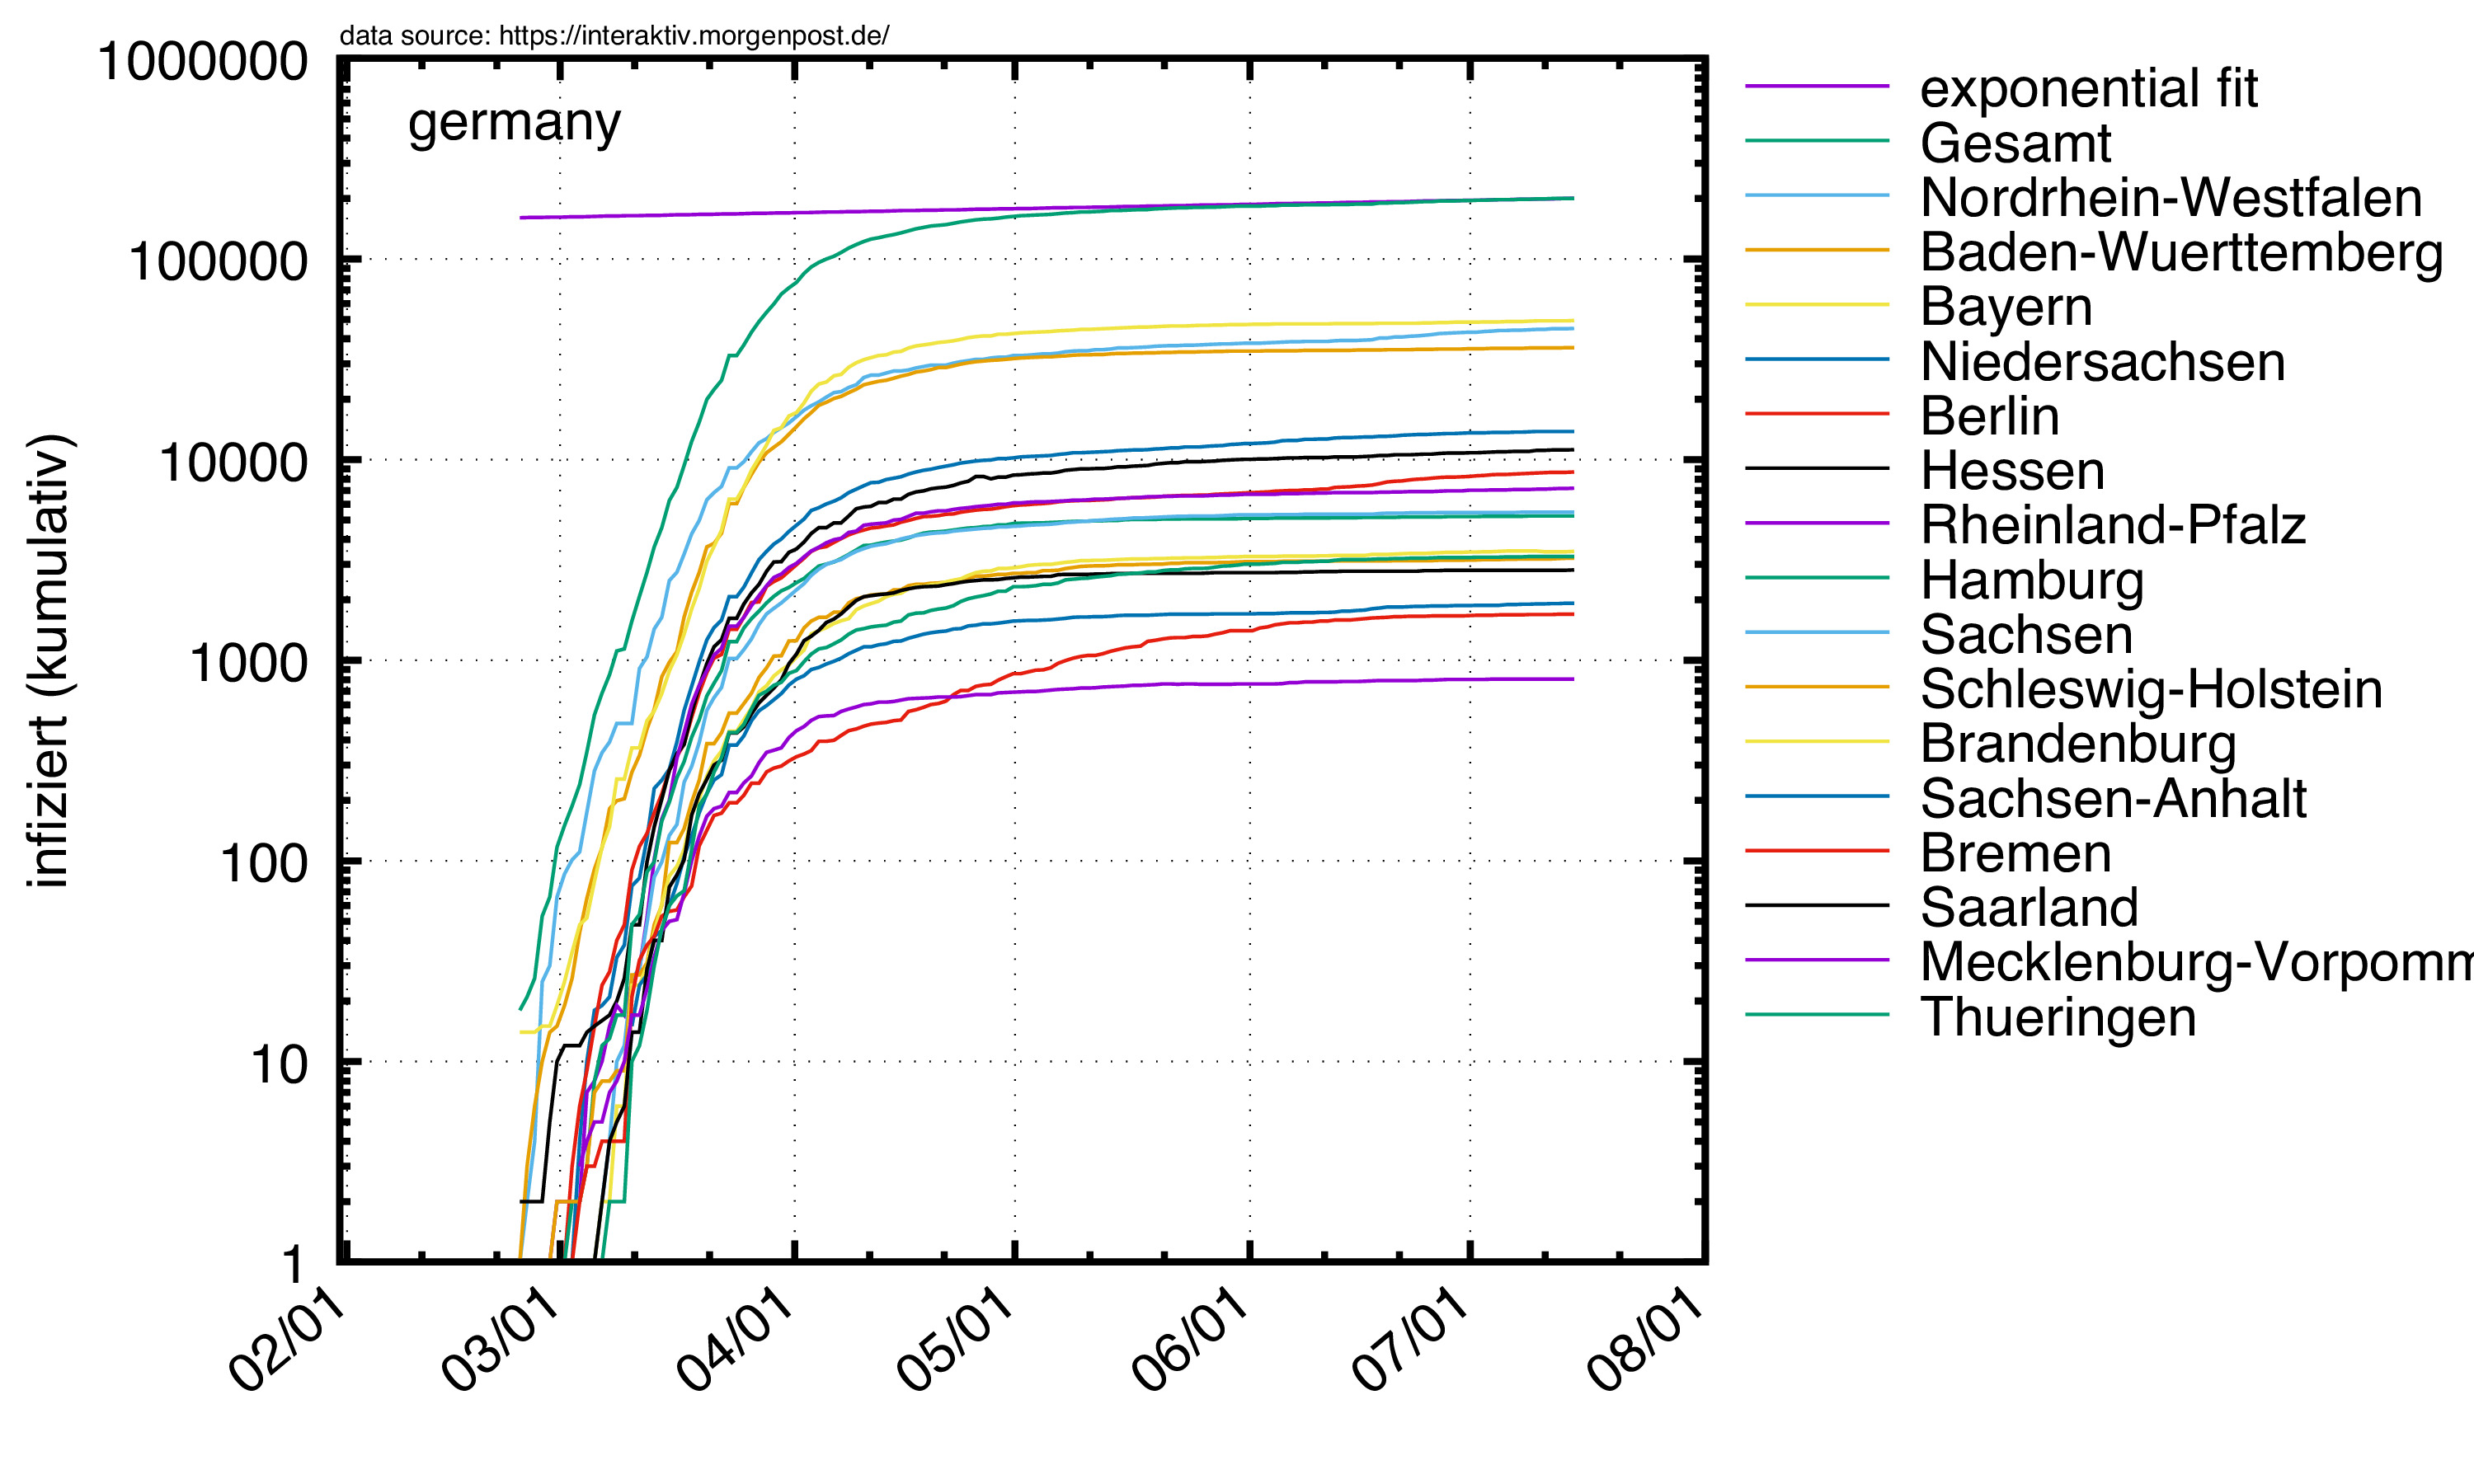 data source: https://interaktiv.morgenpost.de/
germany
infiziert (kumulativ)
1000000
100000
10000
1000
100
10
1
02/01
03/01
04/01
05/01
06/01
07/01
08/01
exponential fit
Gesamt
Nordrhein-Westfalen
Baden-Wuerttemberg
Bayern
Niedersachsen
Berlin
Hessen
Rheinland-Pfalz
Hamburg
Sachsen
Schleswig-Holstein
Brandenburg
Sachsen-Anhalt
Bremen
Saarland
Mecklenburg-Vorpomm
Thueringen